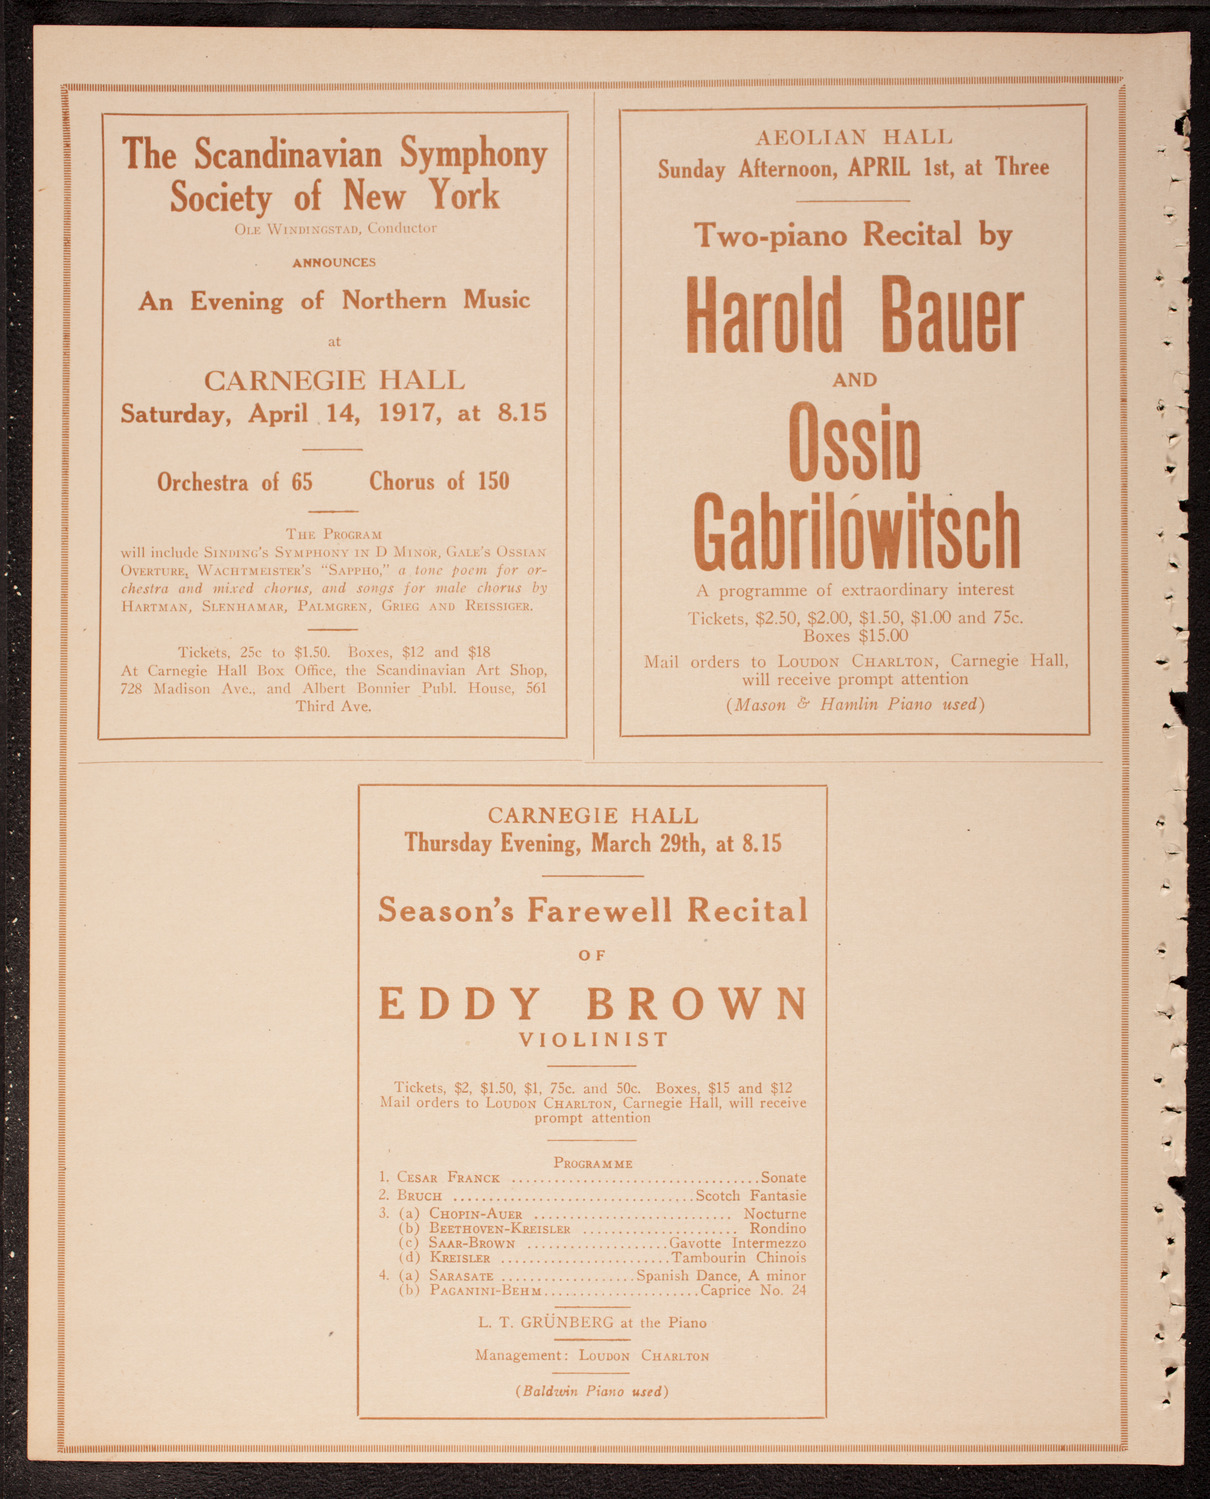 The Scandinavian Symphony
Society of New York
OLE WINDINGSTAD, Conductor
ANNOUNCES
An Evening of Northern Music
at
CARNEGIE HALL
Saturday, April 14, 1917, at 8.15
Orchestra of 65 Chorus of 150
THE PROGRAM
will include SINDING'S SYMPHONY IN D MINOR, GALE'S OSSIAN
OVERTURE, WACHTMEISTER'S "SAPPHO," a tone poem for or-
chestra and mixed chorus, and songs for male chorus by
HARTMAN, SLENHAMAR, PALMGREN, GRIEG AND REISSIGER.
Tickets, 25c to $1.50. Boxes, $12 and $18
At Carnegie Hall Box Office, the Scandinavian Art Shop,
728 Madison Ave., and Albert Bonnier Publ. House, 561
Third Ave.
AEOLIAN HALL
Sunday Afternoon, APRIL 1st, at Three
Two-piano Recital by
Harold Bauer
AND
Ossip
Gabrilówitsch
A programme of extraordinary interest
Tickets, $2.50, $2.00, $1.50, $1.00 and 75c.
Boxes $15.00
Mail orders to LOUDON CHARLTON, Carnegie Hall,
will receive prompt attention
(Mason & Hamlin Piano used)
CARNEGIE HALL
Thursday Evening, March 29th, at 8.15
Season's Farewell Recital
OF
EDDY BROWN
VIOLINIST
Tickets, $2, $1.50, $1, 75c. and 50c. Boxes, $15 and $12
Mail orders to LOUDON CHARLTON, Carnegie Hall, will receive
prompt attention
PROGRAMME
1. CESAR FRANCK ..................................Sonate
2. BRUCH ..................................Scotch Fantasie
3. (a) CHOPIN-AUER ............................ Nocturne
(b) BEETHOVEN-KREISLER ...................... Rondino
(c) SAAR-BROWN ....................Gavotte Intermezzo
(d) KREISLER ........................Tambourin Chinois
4. (a) SARASATE ...................Spanish Dance, A minor
(b) PAGANINI-BEHM......................Caprice No. 24
L. T. GRÜNBERG at the Piano
Management: LOUDON CHARLTON
(Baldwin Piano used)